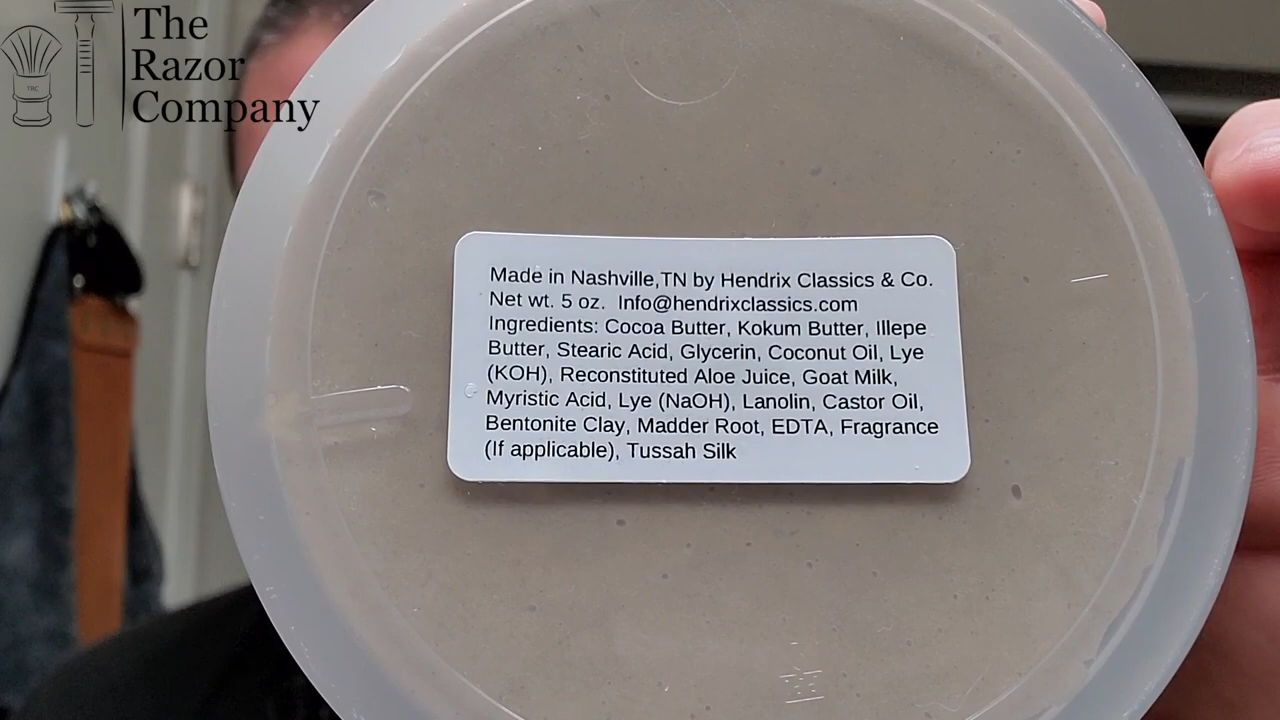 The
Razor
Company
TRC
Made in Nashville,TN by Hendrix Classics & Co.
Net wt. 5 oz.  Info@hendrixclassics.com
Ingredients: Cocoa Butter, Kokum Butter, Illepe
Butter, Stearic Acid, Glycerin, Coconut Oil, Lye
(KOH), Reconstituted Aloe Juice, Goat Milk,
Myristic Acid, Lye (NaOH), Lanolin, Castor Oil,
Bentonite Clay, Madder Root, EDTA, Fragrance
(If applicable), Tussah Silk